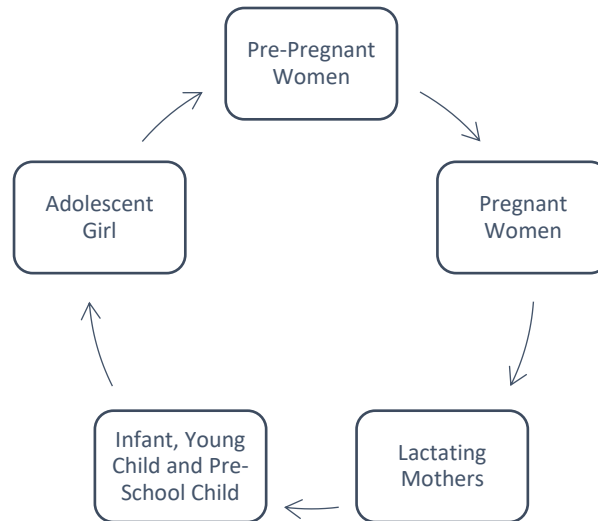 Pre-Pregnant
Women
Pregnant
Women
Lactating
Mothers
Infant, Young
Child and Pre-
School Child
Adolescent
Girl